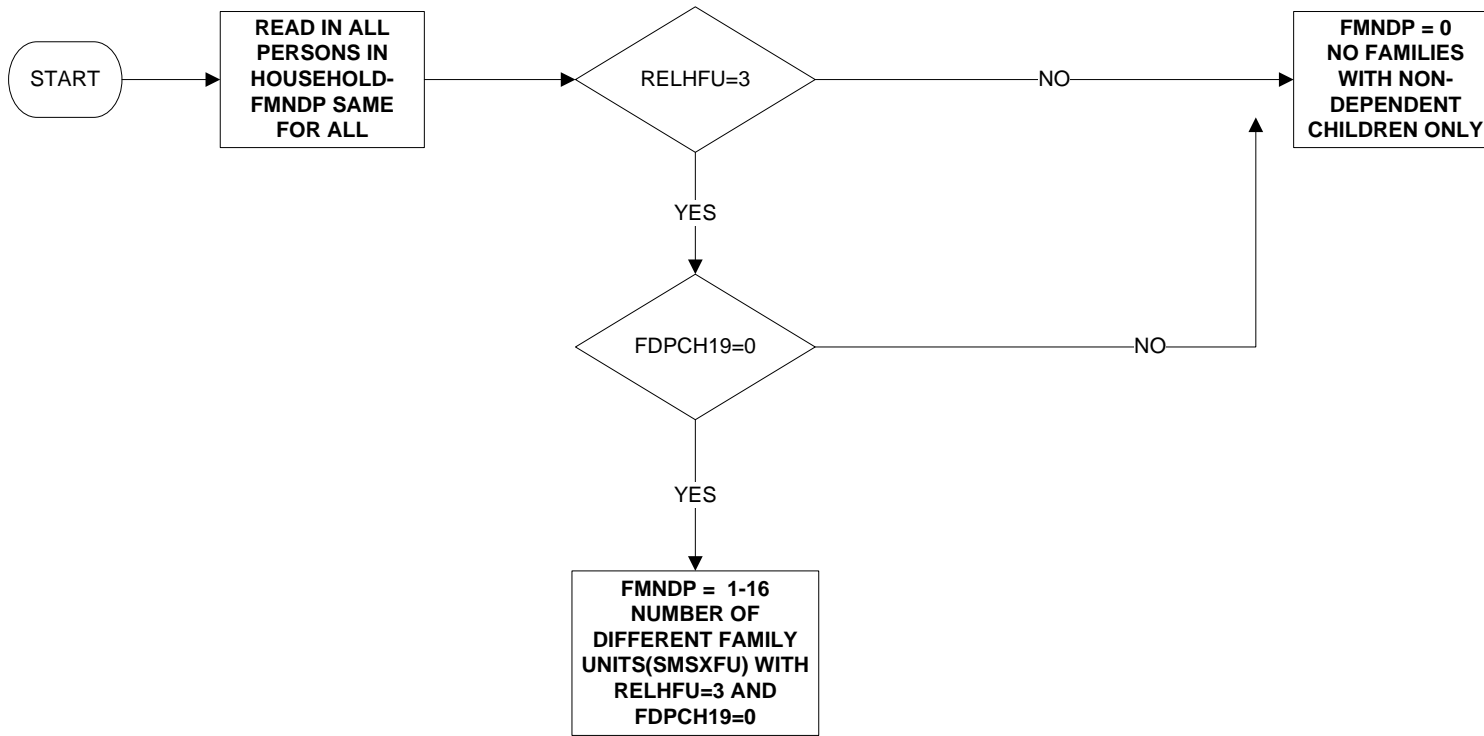 START
READ IN ALL
PERSONS IN
HOUSEHOLD-
FMNDP SAME
FOR ALL
RELHFU=3
NO
FMNDP = 0
NO FAMILIES
WITH NON-
DEPENDENT
CHILDREN ONLY
YES
FDPCH19=0
NO
YES
FMNDP = 1-16
NUMBER OF
DIFFERENT FAMILY
UNITS(SMSXFU) WITH
RELHFU=3 AND
FDPCH19=0